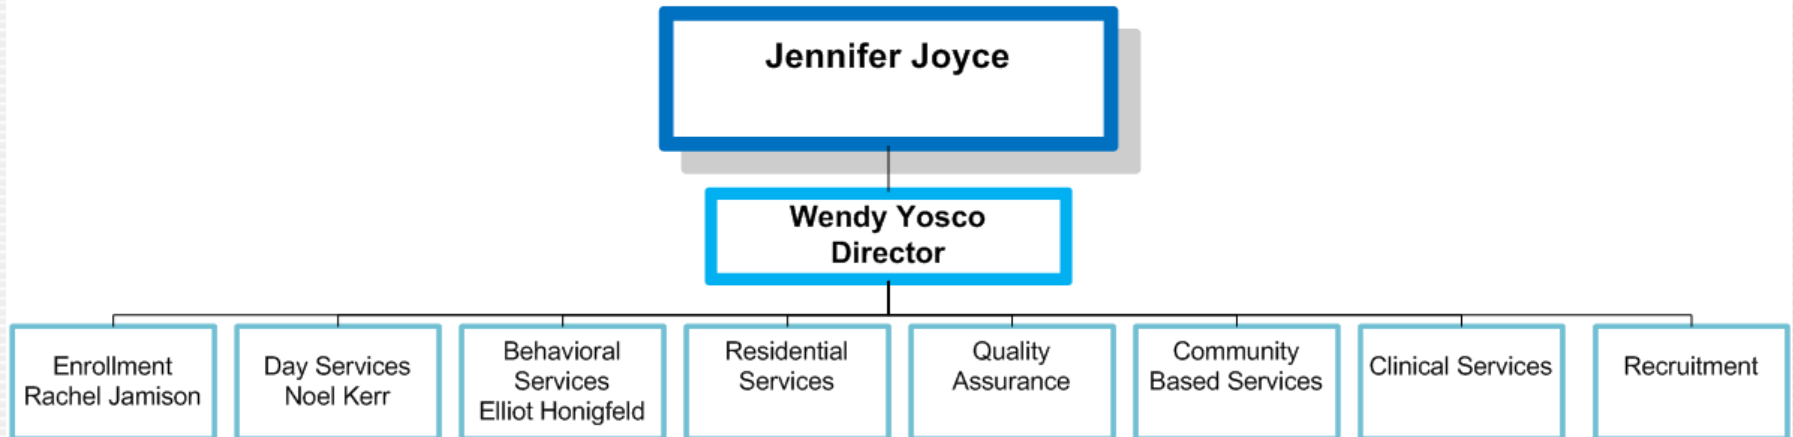 Jennifer Joyce
Wendy Yosco
Director
Enrollment
Rachel Jamison
Day Services
Noel Kerr
Behavioral
Services
Elliot Honigfeld
Residential
Services
Quality
Assurance
Community
Based Services
Clinical Services
Recruitment